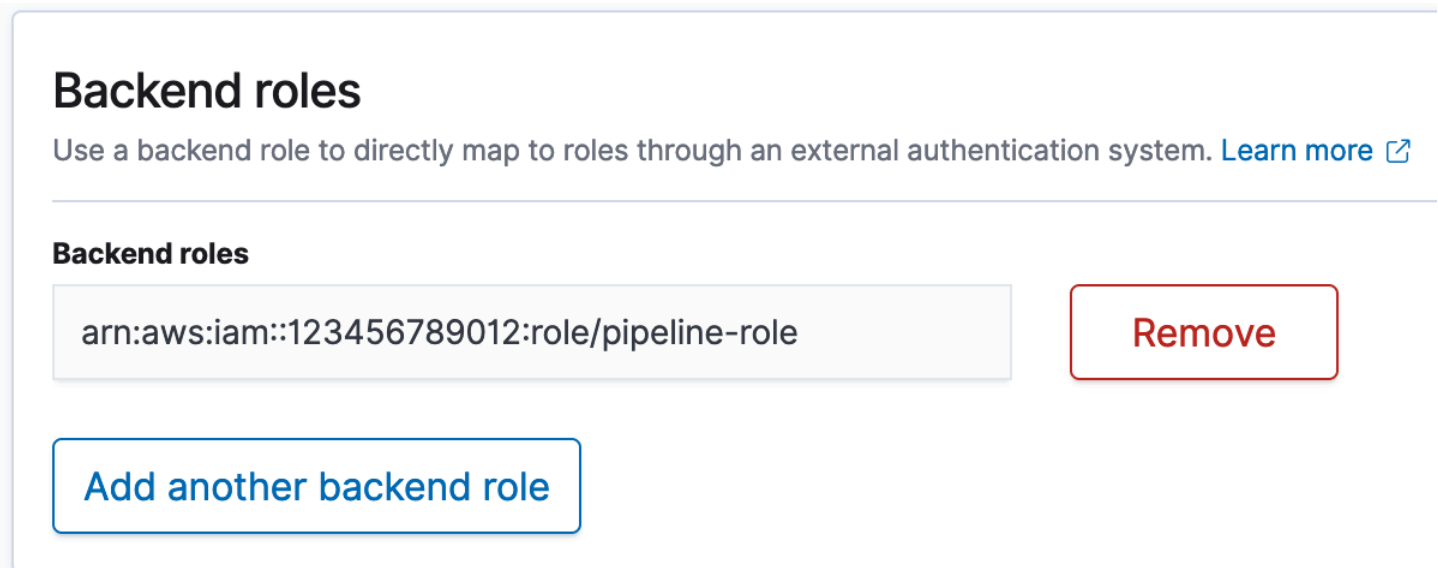 Backend roles
Use a backend role to directly map to roles through an external authentication system. Learn more
Backend roles
arn:aws:iam::123456789012:role/pipeline-role
Remove
Add another backend role